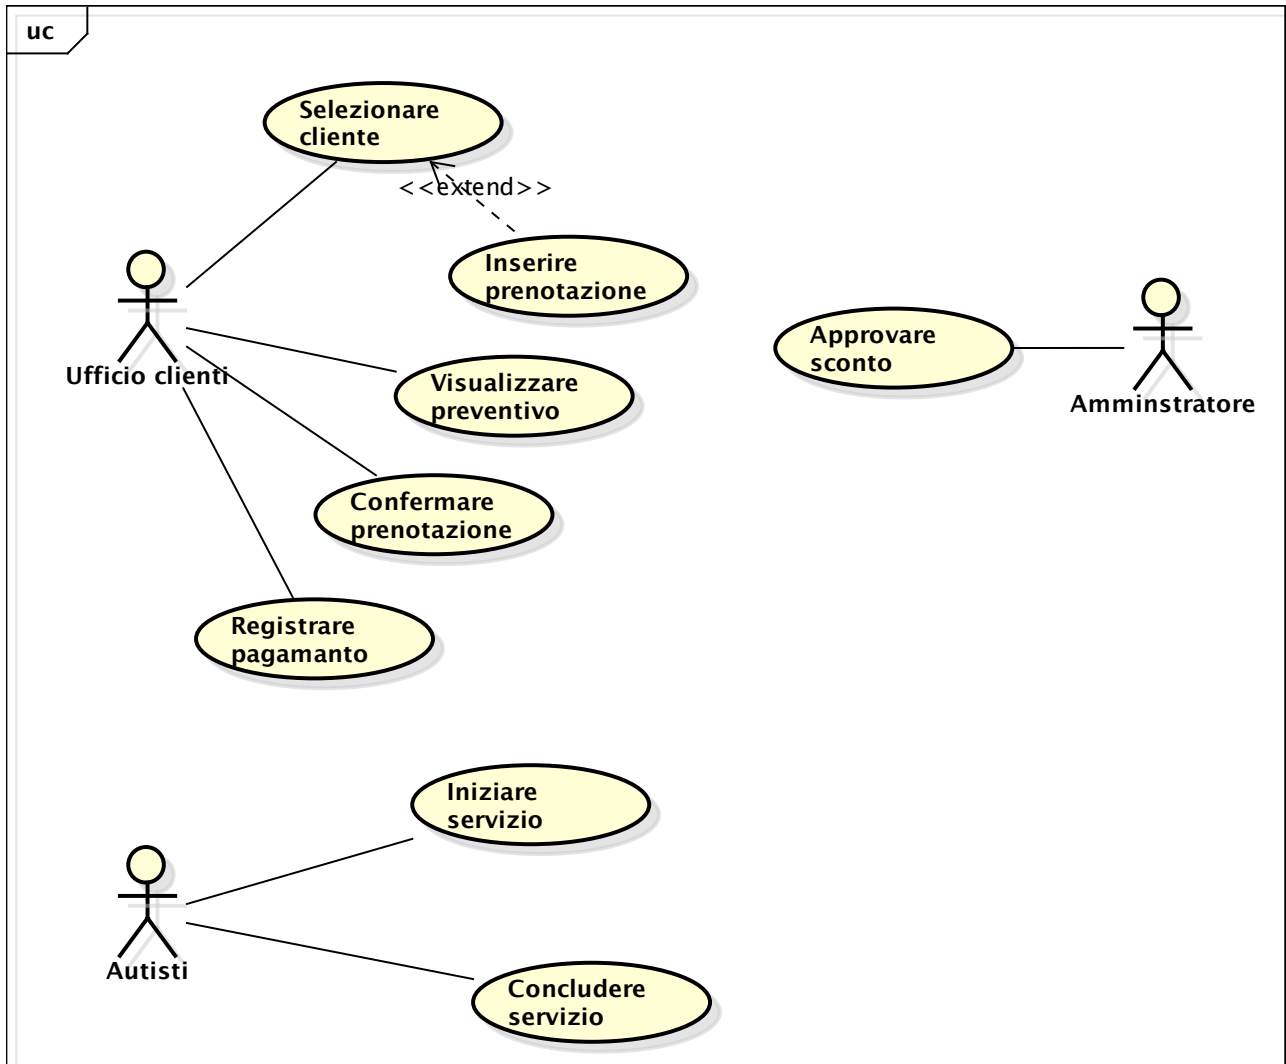 uc
Selezionare
cliente
<<extend>>
Inserire
prenotazione
Ufficio clienti
Visualizzare
preventivo
Approvare
sconto
Amminstratore
Confermare
prenotazione
Registrare
pagamanto
Iniziare
servizio
Autisti
Concludere
servizio